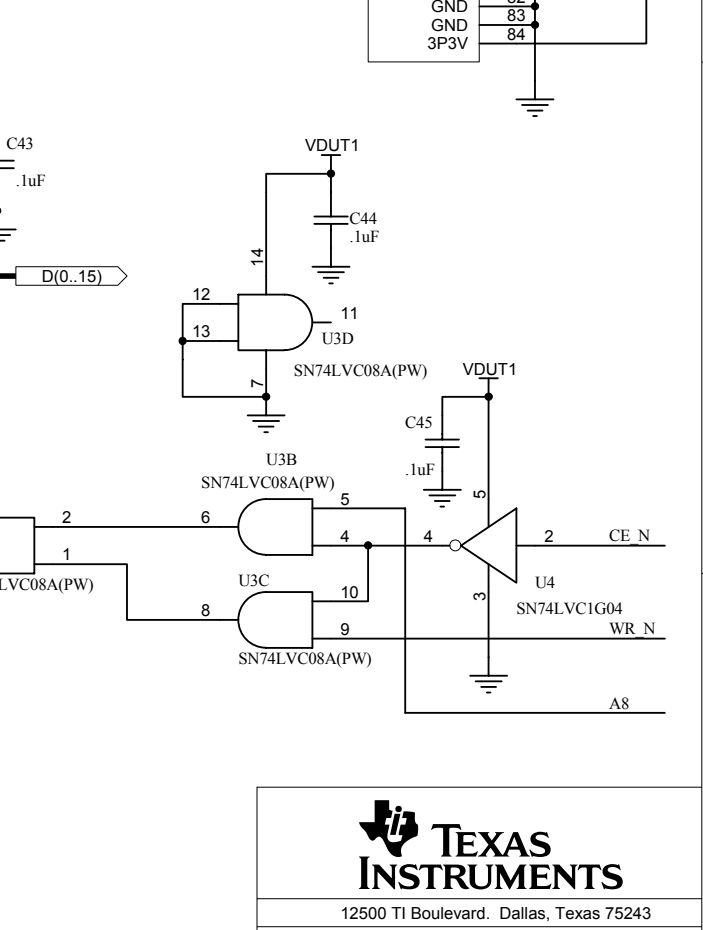 GND
GND 83
3P3V 84
C43
.1uF
VDUT1
C44
.1uF
14
D(0..15)
12
11
13
U3D
7
SN74LVC08A(PW)
VDUT1
C45
.1uF
U3B
SN74LVC08A(PW)
5
5
2
6
4
4
2
CE_N
1
LVC08A(PW)
U3C
10
U4
3
SN74LVC1G04
8
9
WR_N
SN74LVC08A(PW)
A8
TEXAS
INSTRUMENTS
12500 TI Boulevard. Dallas, Texas 75243